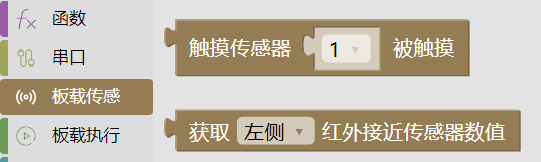 函数
串口
板载传感
板载执行
触摸传感器 1 被触摸
获取 左侧 红外接近传感器数值